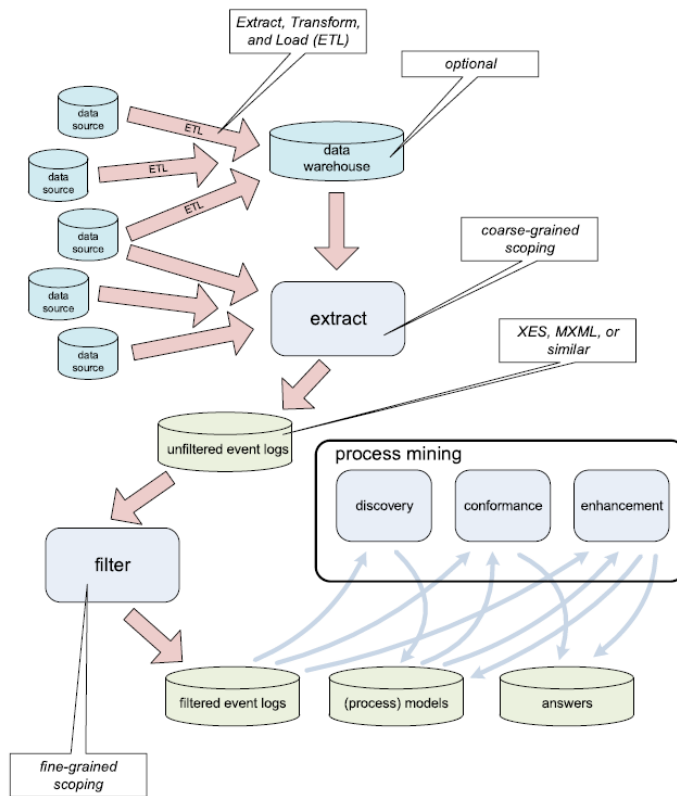 Extract, Transform,
and Load (ETL)
optional
data
source
ETL
data
warehouse
data
source
ETL
data
source
ETL
coarse-grained
scoping
data
source
extract
data
source
XES, MXML, or
similar
unfiltered event logs
process mining
discovery
conformance
enhancement
filter
filtered event logs
(process) models
answers
fine-grained
scoping